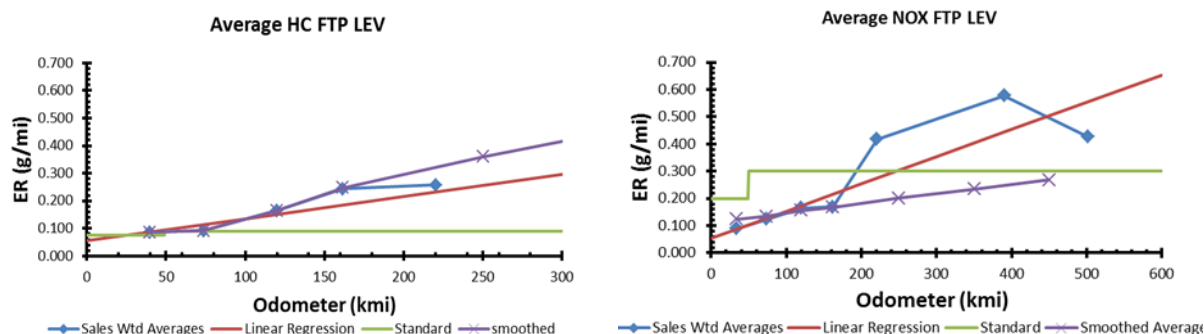 Average HC FTP LEV
0.700
0.600
0.500
0.400
0.300
0.200
0.100
0.000
ER (g/mi)
0 50 100 150 200 250 300
Odometer (kmi)
Sales Wtd Averages Linear Regression Standard smoothed
Average NOX FTP LEV
0.700
0.600
0.500
0.400
0.300
0.200
0.100
0.000
ER (g/mi)
0 100 200 300 400 500 600
Odometer (kmi)
Sales Wtd Averages Linear Regression Standard Smoothed Average